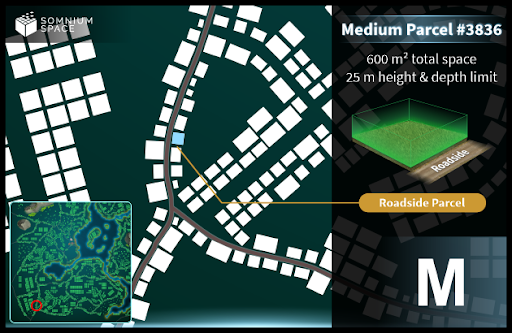 SOMNIUM
SPACE
Medium Parcel #3836
600 m² total space
25 m height & depth limit
Roadside
Roadside Parcel
M